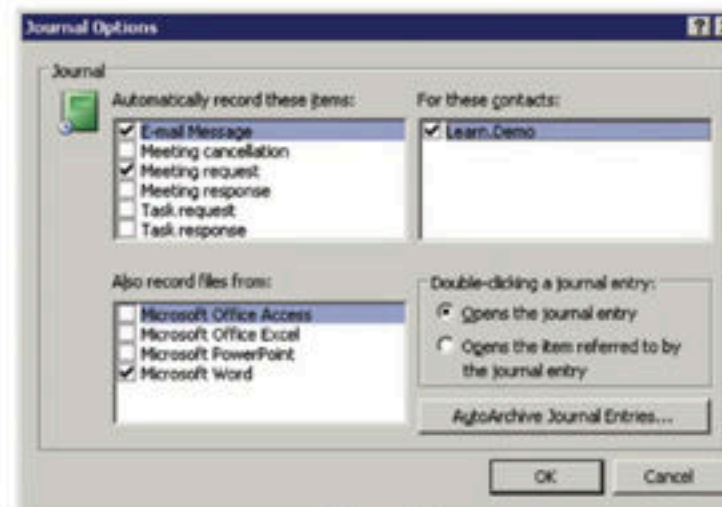 Journal Options
Journal
Automatically record these items:
E-mail Message
Meeting cancellation
Meeting request
Meeting response
Task request
Task response
For these contacts:
Learn.Demo
Also record files from:
Microsoft Office Access
Microsoft Office Excel
Microsoft PowerPoint
Microsoft Word
Double-clicking a journal entry:
Opens the journal entry
Opens the item referred to by
the journal entry
AutoArchive Journal Entries...
OK
Cancel